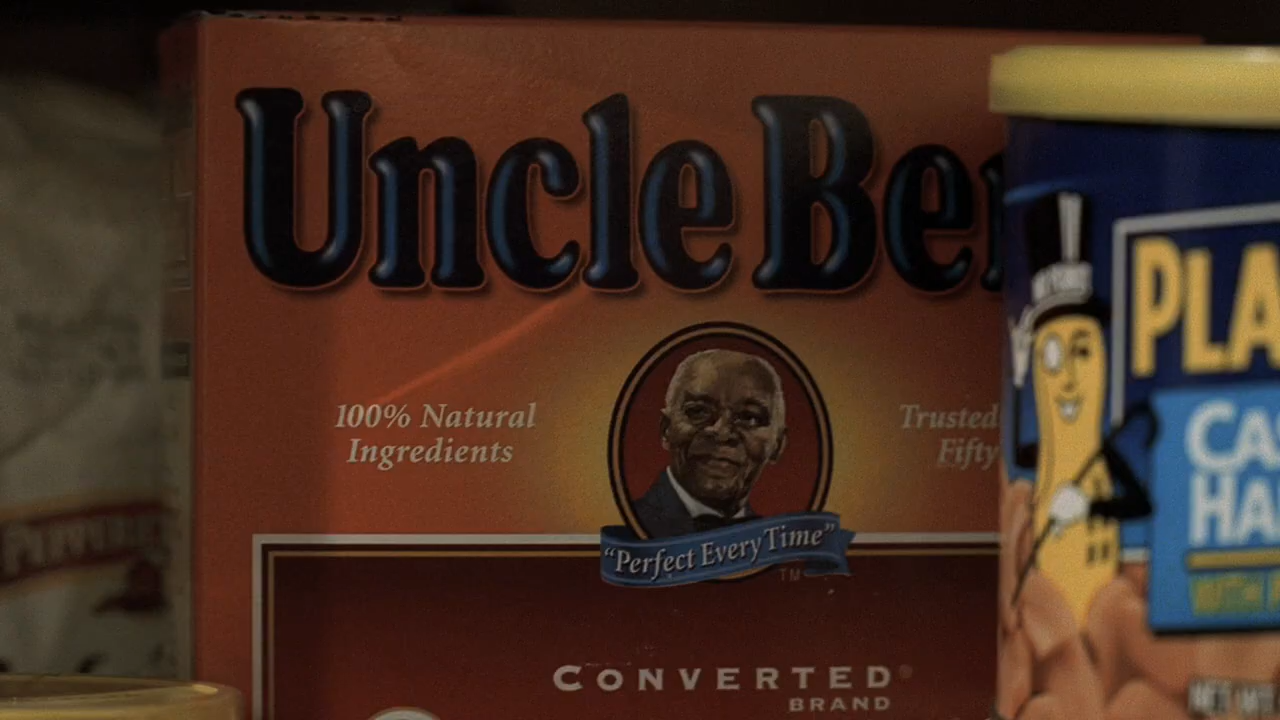 Uncle Be
100% Natural
Ingredients
Trusted
Fifty
"Perfect Every Time"
TM
CONVERTED
BRAND
PLA
CA
HA